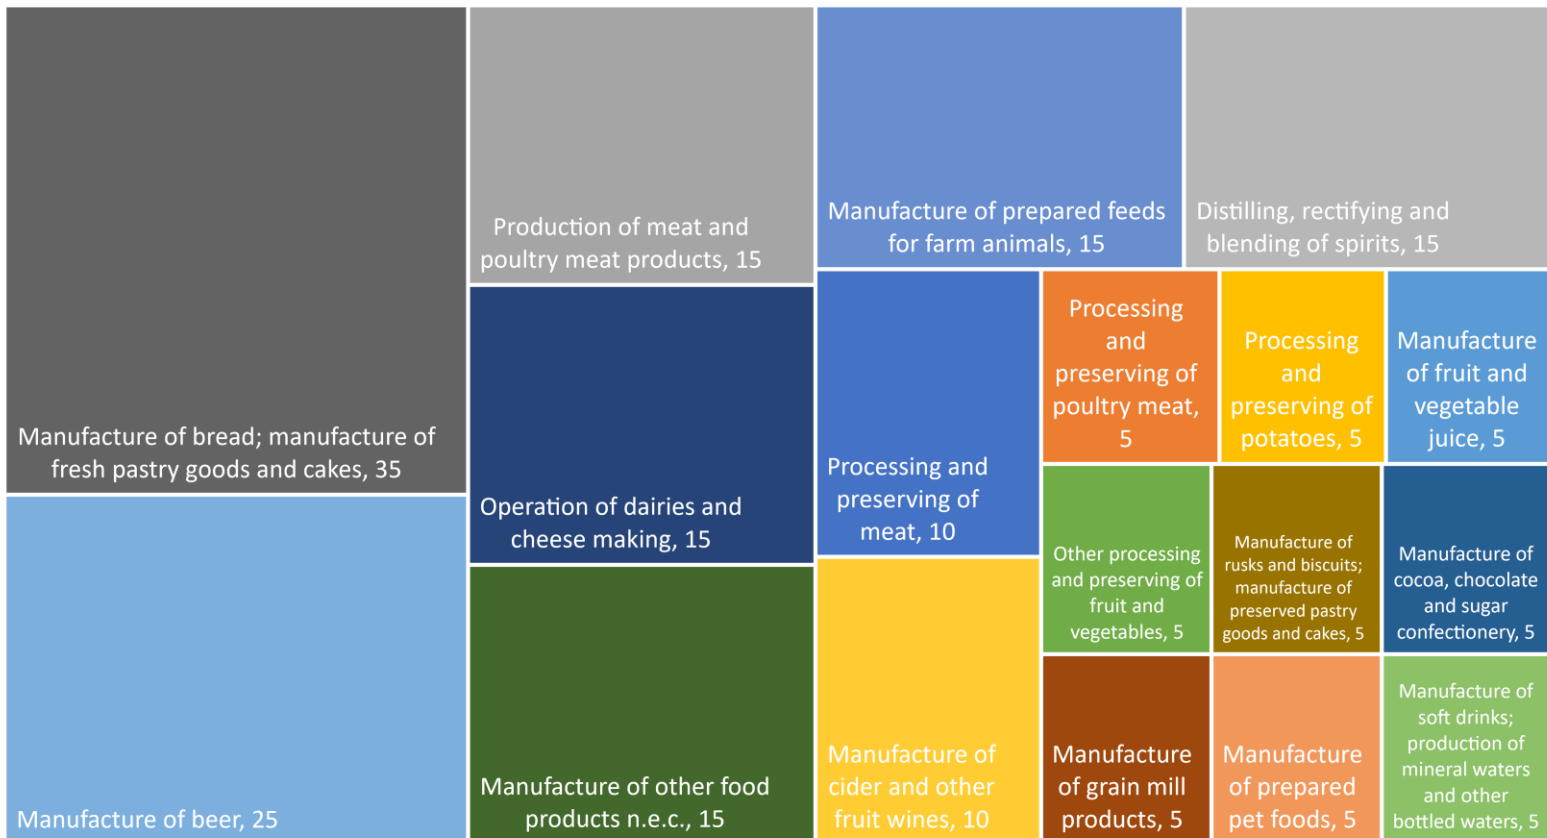 Manufacture of bread; manufacture of
fresh pastry goods and cakes, 35
Manufacture of beer, 25
Production of meat and
poultry meat products, 15
Operation of dairies and
cheese making, 15
Manufacture of other food
products n.e.c., 15
Manufacture of prepared feeds
for farm animals, 15
Distilling, rectifying and
blending of spirits, 15
Processing and
preserving of
meat, 10
Manufacture of
cider and other
fruit wines, 10
Processing
and
preserving of
poultry meat,
5
Processing
and
preserving of
potatoes, 5
Manufacture
of fruit and
vegetable
juice, 5
Other processing
and preserving of
fruit and
vegetables, 5
Manufacture of
rusks and biscuits;
manufacture of
preserved pastry
goods and cakes, 5
Manufacture of
cocoa, chocolate
and sugar
confectionery, 5
Manufacture
of grain mill
products, 5
Manufacture
of prepared
pet foods, 5
Manufacture of
soft drinks;
production of
mineral waters
and other
bottled waters, 5